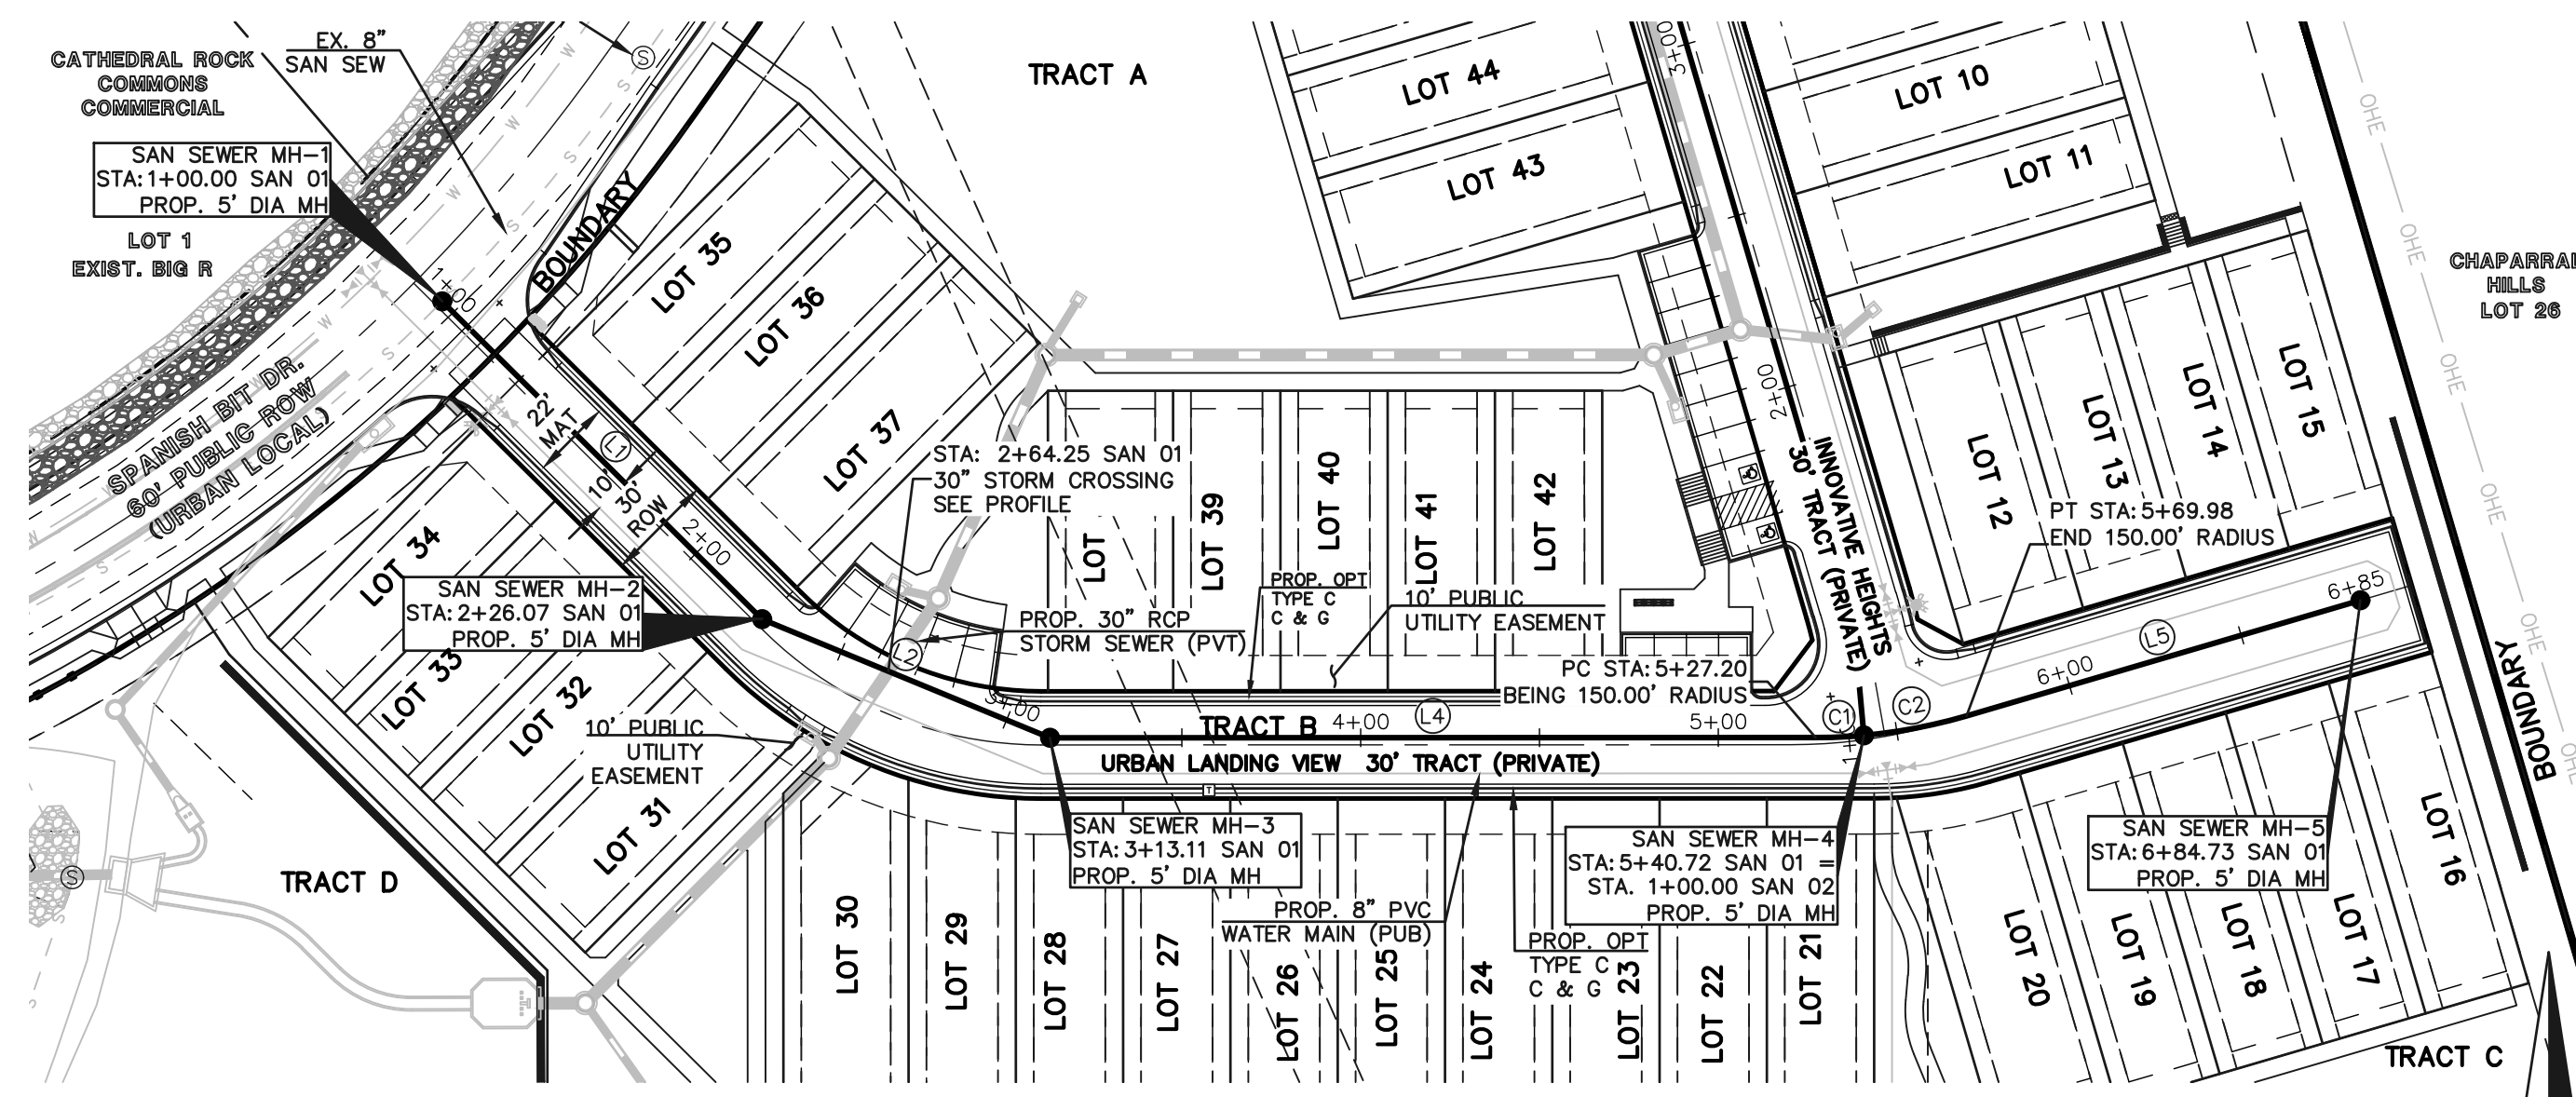 CATHEDRAL ROCK
COMMONS
COMMERCIAL
EX. 8"
SAN SEW
S
SAN SEWER MH-1
STA:1+00.00 SAN 01
PROP. 5' DIA MH
LOT 1
EXIST. BIG R
1+00
BOUNDARY
SPANISH BIT DR.
60' PUBLIC ROW
(URBAN LOCAL)
22'
MAT
L1
10'
30'
ROW
2+00
LOT 35
LOT 36
LOT 37
TRACT A
LOT 44
LOT 43
3+00
LOT 10
LOT 11
OHE
OHE
OHE
OHE
OHE
OHE
OHE
CHAPARRAL
HILLS
LOT 26
LOT 34
LOT 33
LOT 32
LOT 31
SAN SEWER MH-2
STA:2+26.07 SAN 01
PROP. 5' DIA MH
STA: 2+64.25 SAN 01
30" STORM CROSSING
SEE PROFILE
LOT
LOT 39
LOT 40
LOT 41
LOT 42
2+00
INNOVATIVE HEIGHTS
30' TRACT (PRIVATE)
LOT 12
LOT 13
LOT 14
LOT 15
PT STA:5+69.98
END 150.00' RADIUS
PROP. OPT
TYPE C
C & G
10' PUBLIC
UTILITY EASEMENT
PROP. 30" RCP
STORM SEWER (PVT)
L2
PC STA:5+27.20
BEING 150.00' RADIUS
6+85
L5
6+00
BOUNDARY
10' PUBLIC
UTILITY
EASEMENT
3+00
TRACT B
4+00
L4
5+00
C1
C2
URBAN LANDING VIEW 30' TRACT (PRIVATE)
T
SAN SEWER MH-3
STA:3+13.11 SAN 01
PROP. 5' DIA MH
SAN SEWER MH-4
STA:5+40.72 SAN 01 =
STA. 1+00.00 SAN 02
PROP. 5' DIA MH
SAN SEWER MH-5
STA:6+84.73 SAN 01
PROP. 5' DIA MH
TRACT D
S
PROP. 8" PVC
WATER MAIN (PUB)
PROP. OPT
TYPE C
C & G
LOT 30
LOT 29
LOT 28
LOT 27
LOT 26
LOT 25
LOT 24
LOT 23
LOT 22
LOT 21
LOT 20
LOT 19
LOT 18
LOT 17
LOT 16
TRACT C